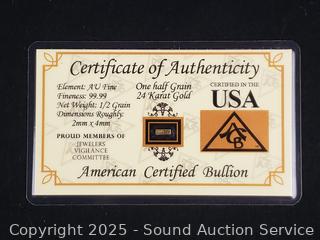 Certificate of Authenticity
Element: AU Fine
Fineness: 99.99
Net Weight: 1/2 Grain
Dimensions Roughly:
2mm x 4mm
PROUD MEMBERS OF
JEWELERS
VIGILANCE
COMMITTEE
One half Grain
24 Karat Gold
CERTIFIED IN THE
USA
ACB
American Certified Bullion
Copyright 2025 - Sound Auction Service